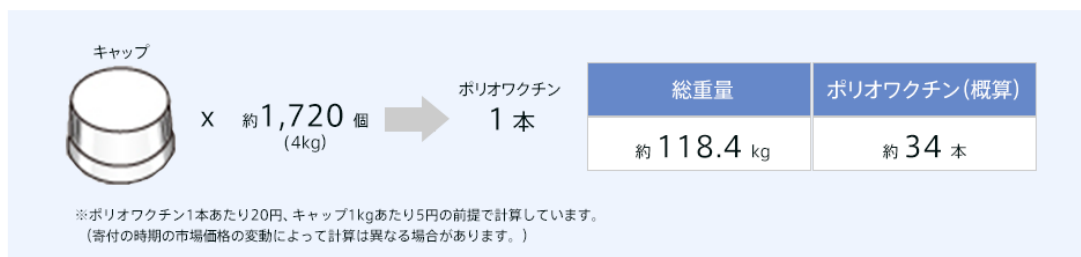 キャップ
x 約1,720 個
(4kg)
ポリオワクチン
1 本
総重量 ポリオワクチン(概算)
約 118.4 kg 約 34 本
※ポリオワクチン1本あたり20円、キャップ1kgあたり5円の前提で計算しています。
(寄付の時期の市場価格の変動によって計算は異なる場合があります。)